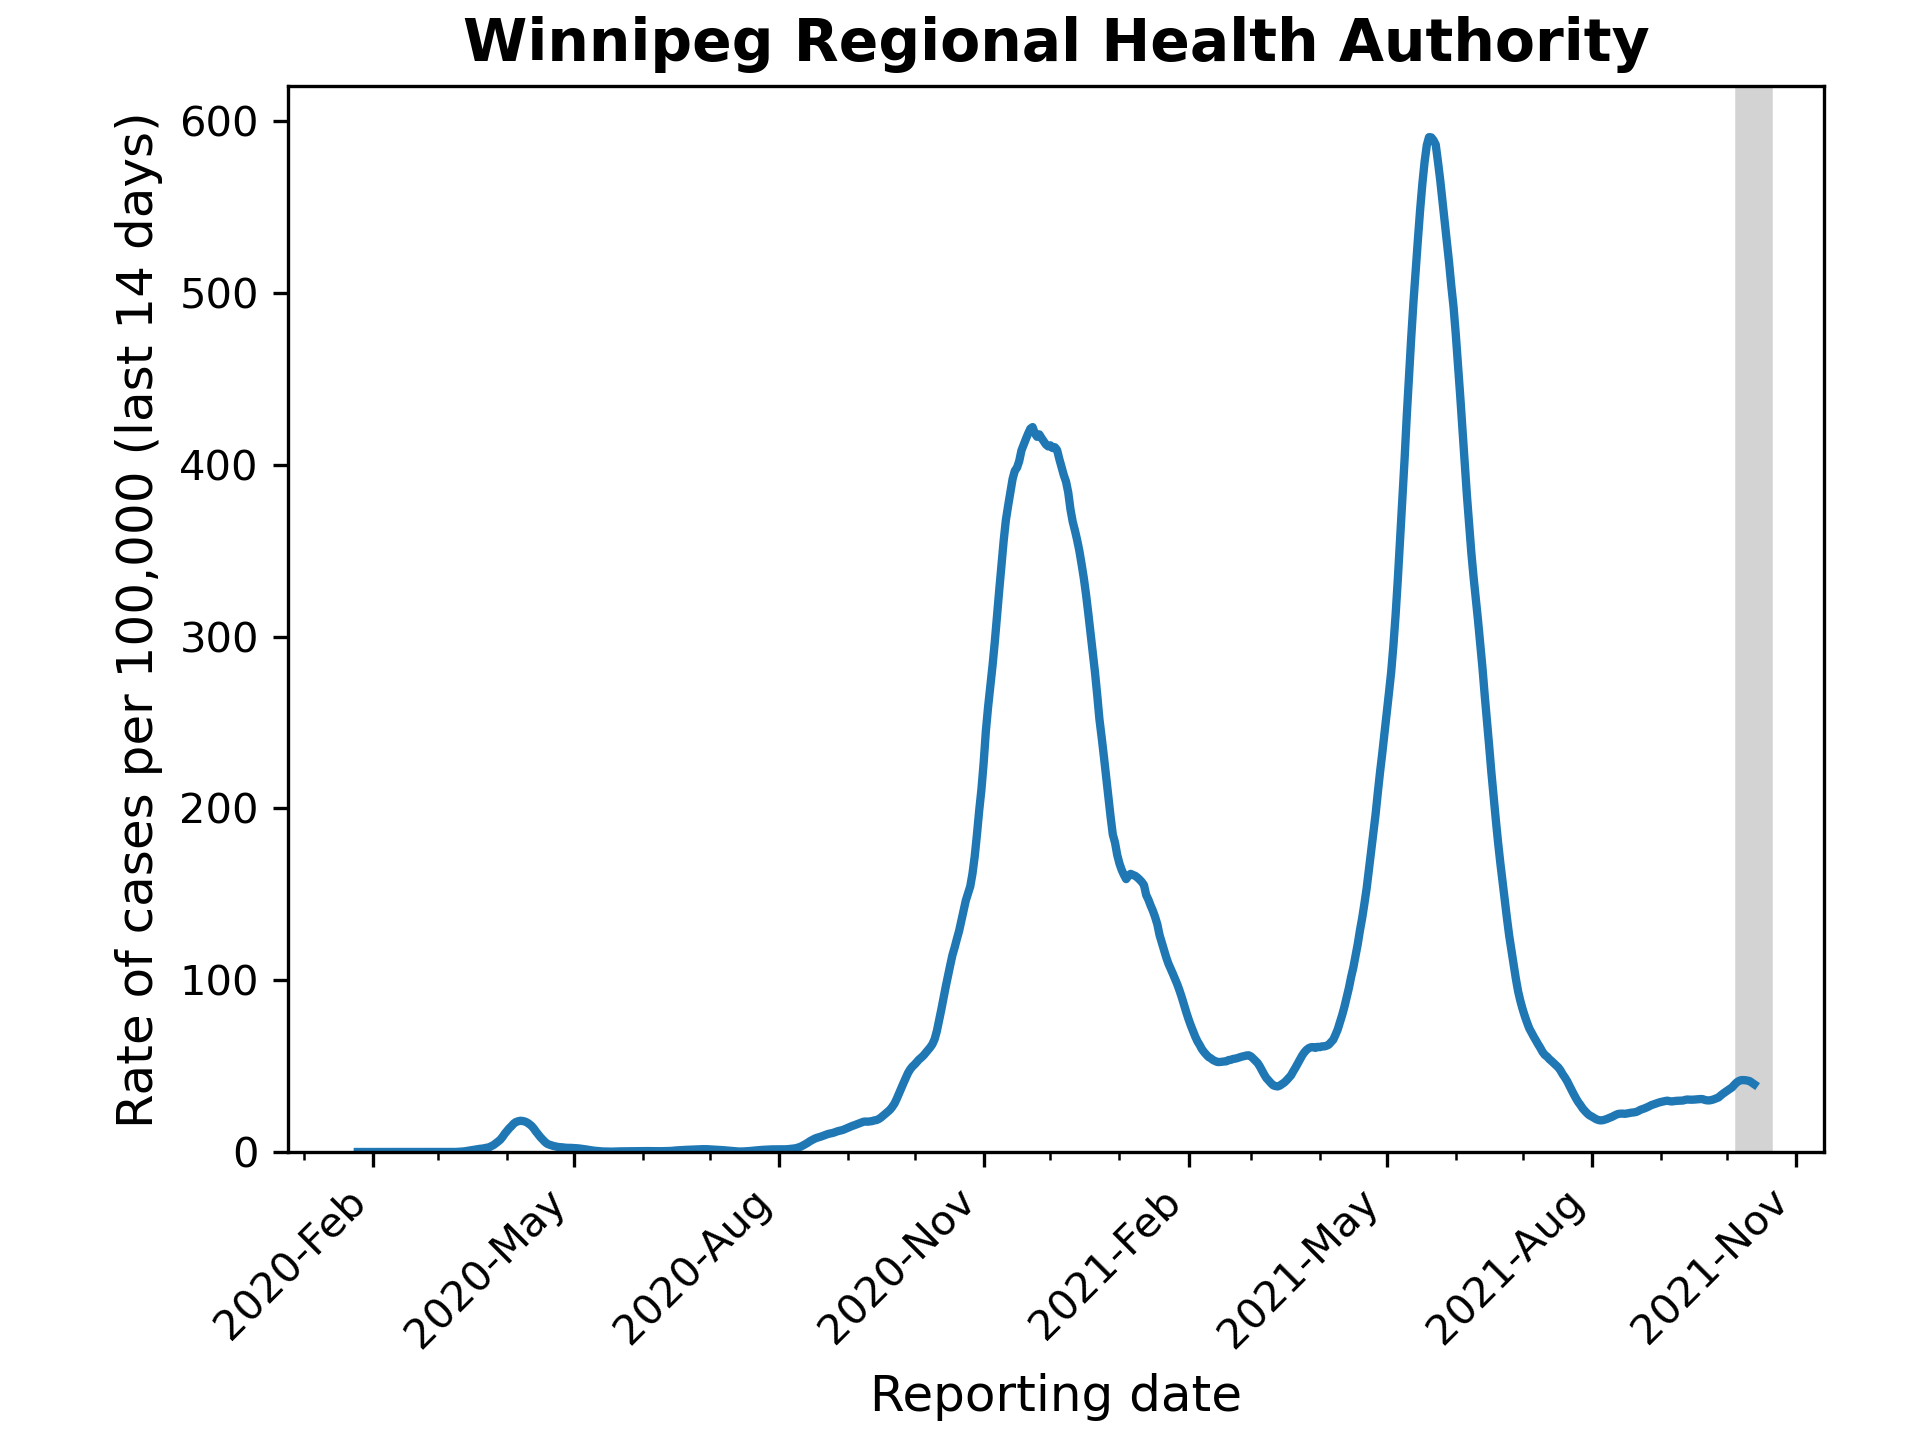 Winnipeg Regional Health Authority
Rate of cases per 100,000 (last 14 days)
600
500
400
300
200
100
0
2020-Feb
2020-May
2020-Aug
2020-Nov
2021-Feb
2021-May
2021-Aug
2021-Nov
Reporting date